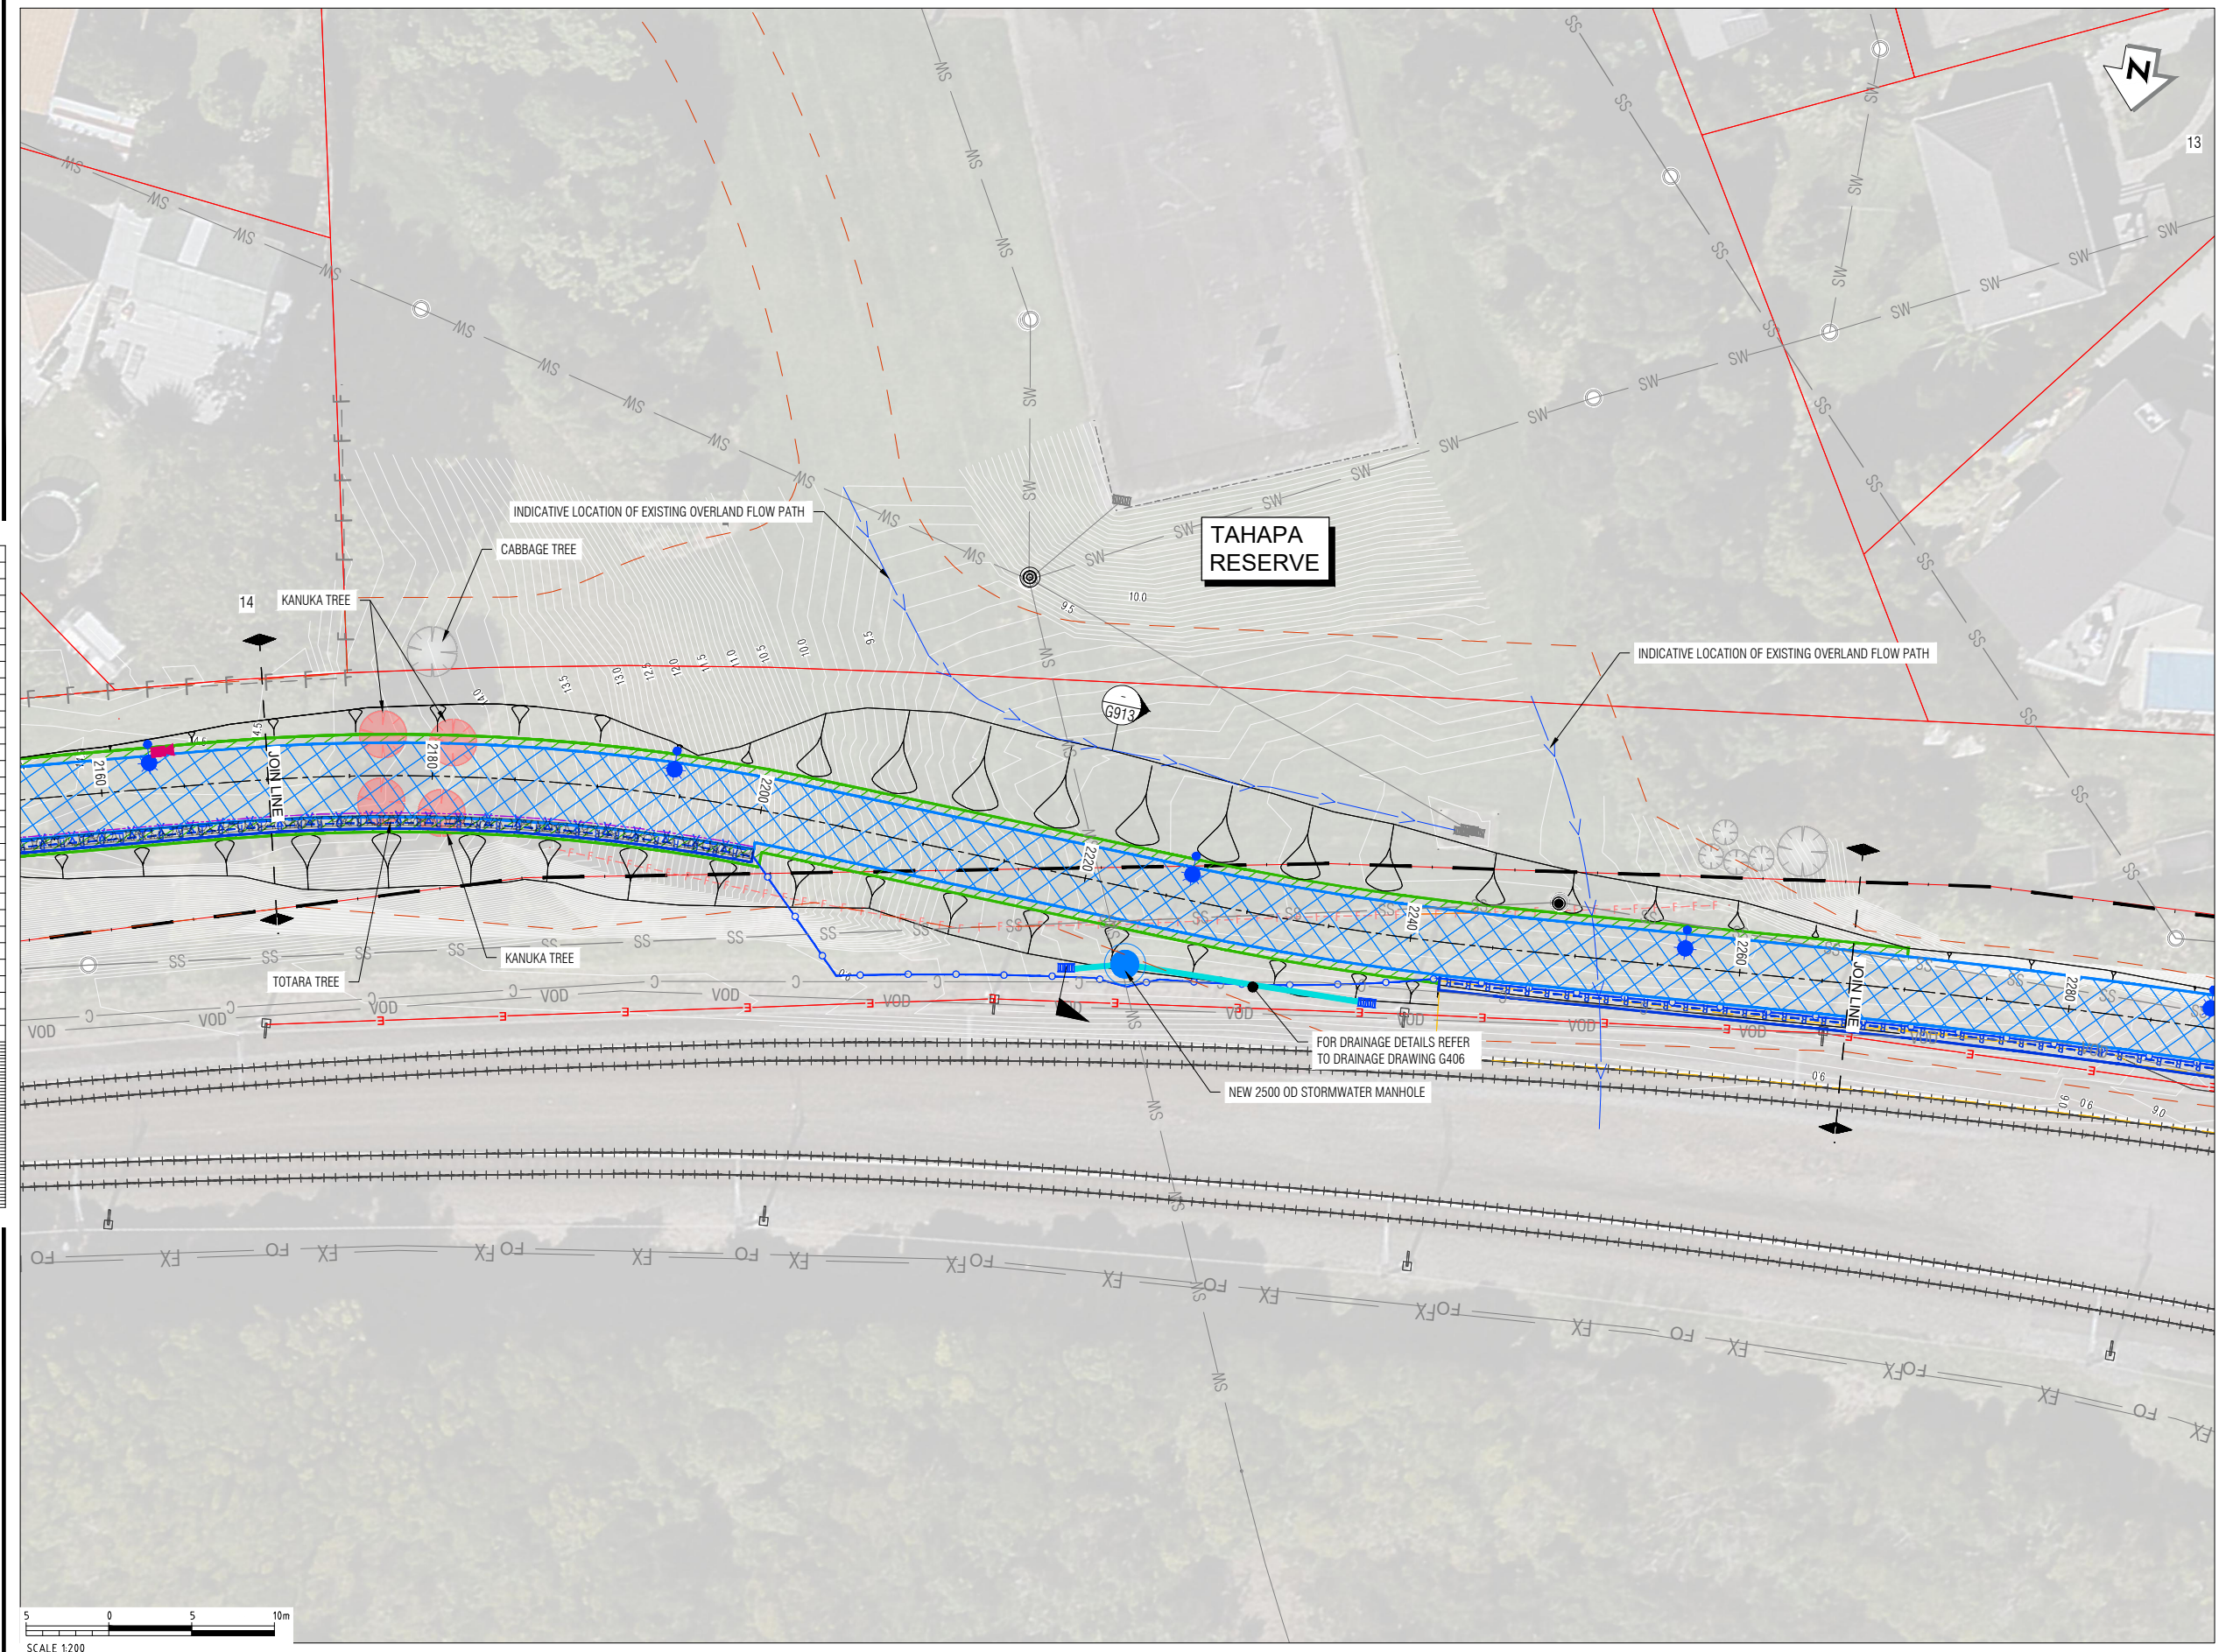 N
13
INDICATIVE LOCATION OF EXISTING OVERLAND FLOW PATH
CABBAGE TREE
TAHAPA
RESERVE
14
KANUKA TREE
INDICATIVE LOCATION OF EXISTING OVERLAND FLOW PATH
9.5
10.0
14.0
13.5
13.0
12.5
12.0
11.5
11.0
10.5
10.0
9.5
-
G913
JOIN LINE
2160
2180
2200
2220
2240
2260
2280
JOIN LINE
KANUKA TREE
TOTARA TREE
FOR DRAINAGE DETAILS REFER
TO DRAINAGE DRAWING G406
NEW 2500 OD STORMWATER MANHOLE
SW
SS
F
C
VOD
E
R
FO
FX
5
0
5
10m
SCALE 1:200